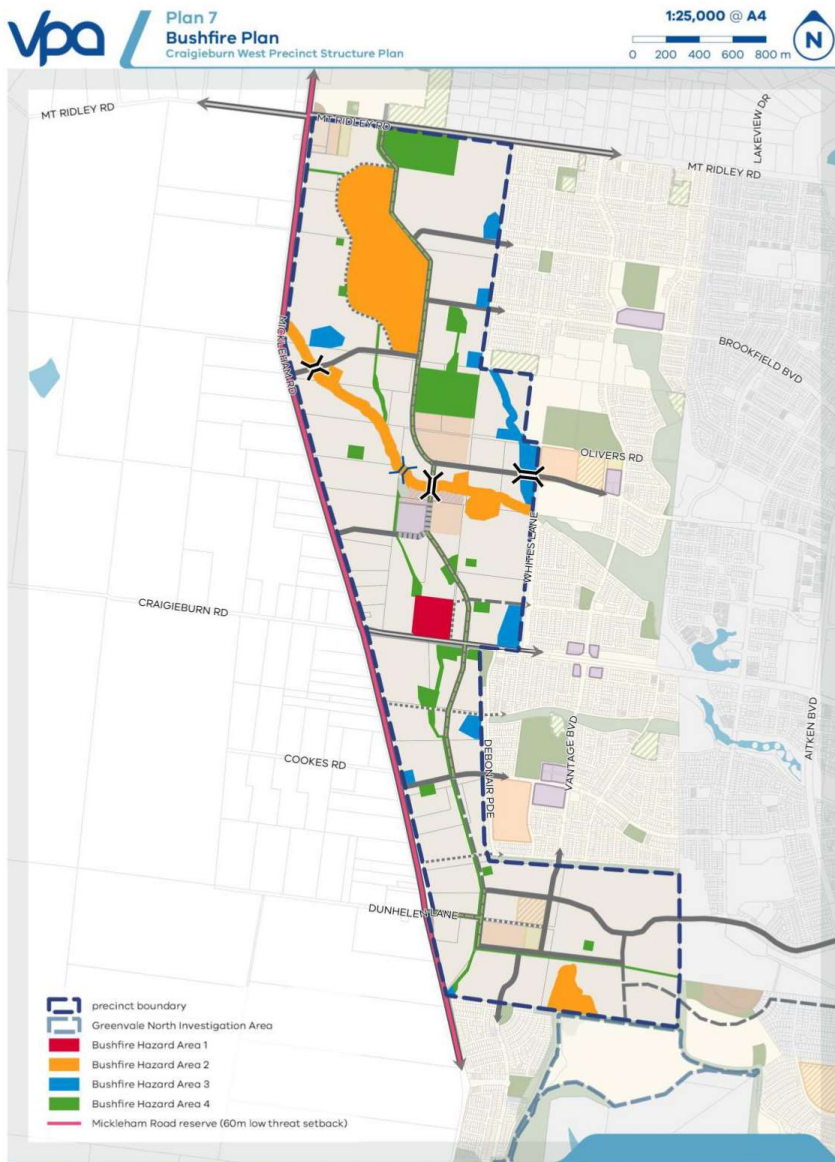 vpa
Plan 7
Bushfire Plan
Craigieburn West Precinct Structure Plan
1:25,000 @ A4
0 200 400 600 800 m
N
MT RIDLEY RD
MT RIDLEY RD
LAKEVIEW DR
MT RIDLEY RD
MICKLEHAM RD
BROOKFIELD BVD
OLIVERS RD
WHITES LANE
CRAIGIEBURN RD
AITKEN BVD
VANTAGE BVD
DEBONAIR PDE
COOKES RD
DUNHELEN LANE
precinct boundary
Greenvale North Investigation Area
Bushfire Hazard Area 1
Bushfire Hazard Area 2
Bushfire Hazard Area 3
Bushfire Hazard Area 4
Mickleham Road reserve (60m low threat setback)